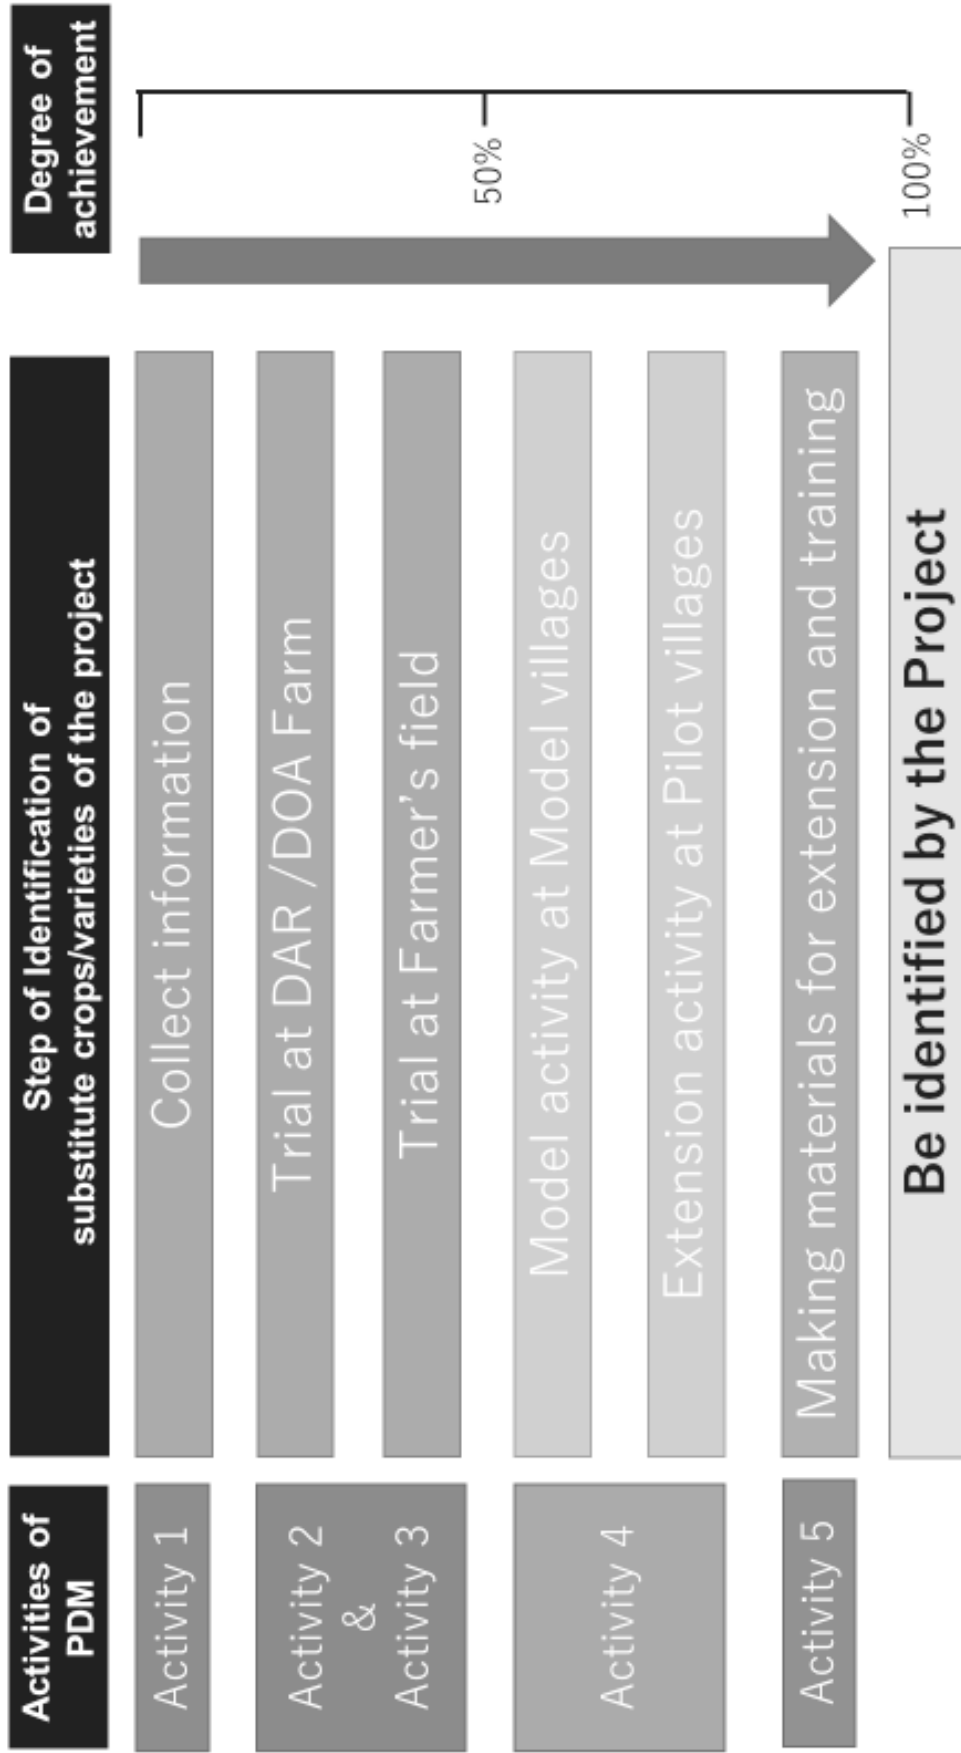 Activities of
PDM
Step of Identification of
substitute crops/varieties of the project
Degree of
achievement
Activity 1
Collect information
Activity 2
&
Activity 3
Trial at DAR /DOA Farm
Trial at Farmer's field
50%
Activity 4
Model activity at Model villages
Extension activity at Pilot villages
Activity 5
Making materials for extension and training
Be identified by the Project
100%